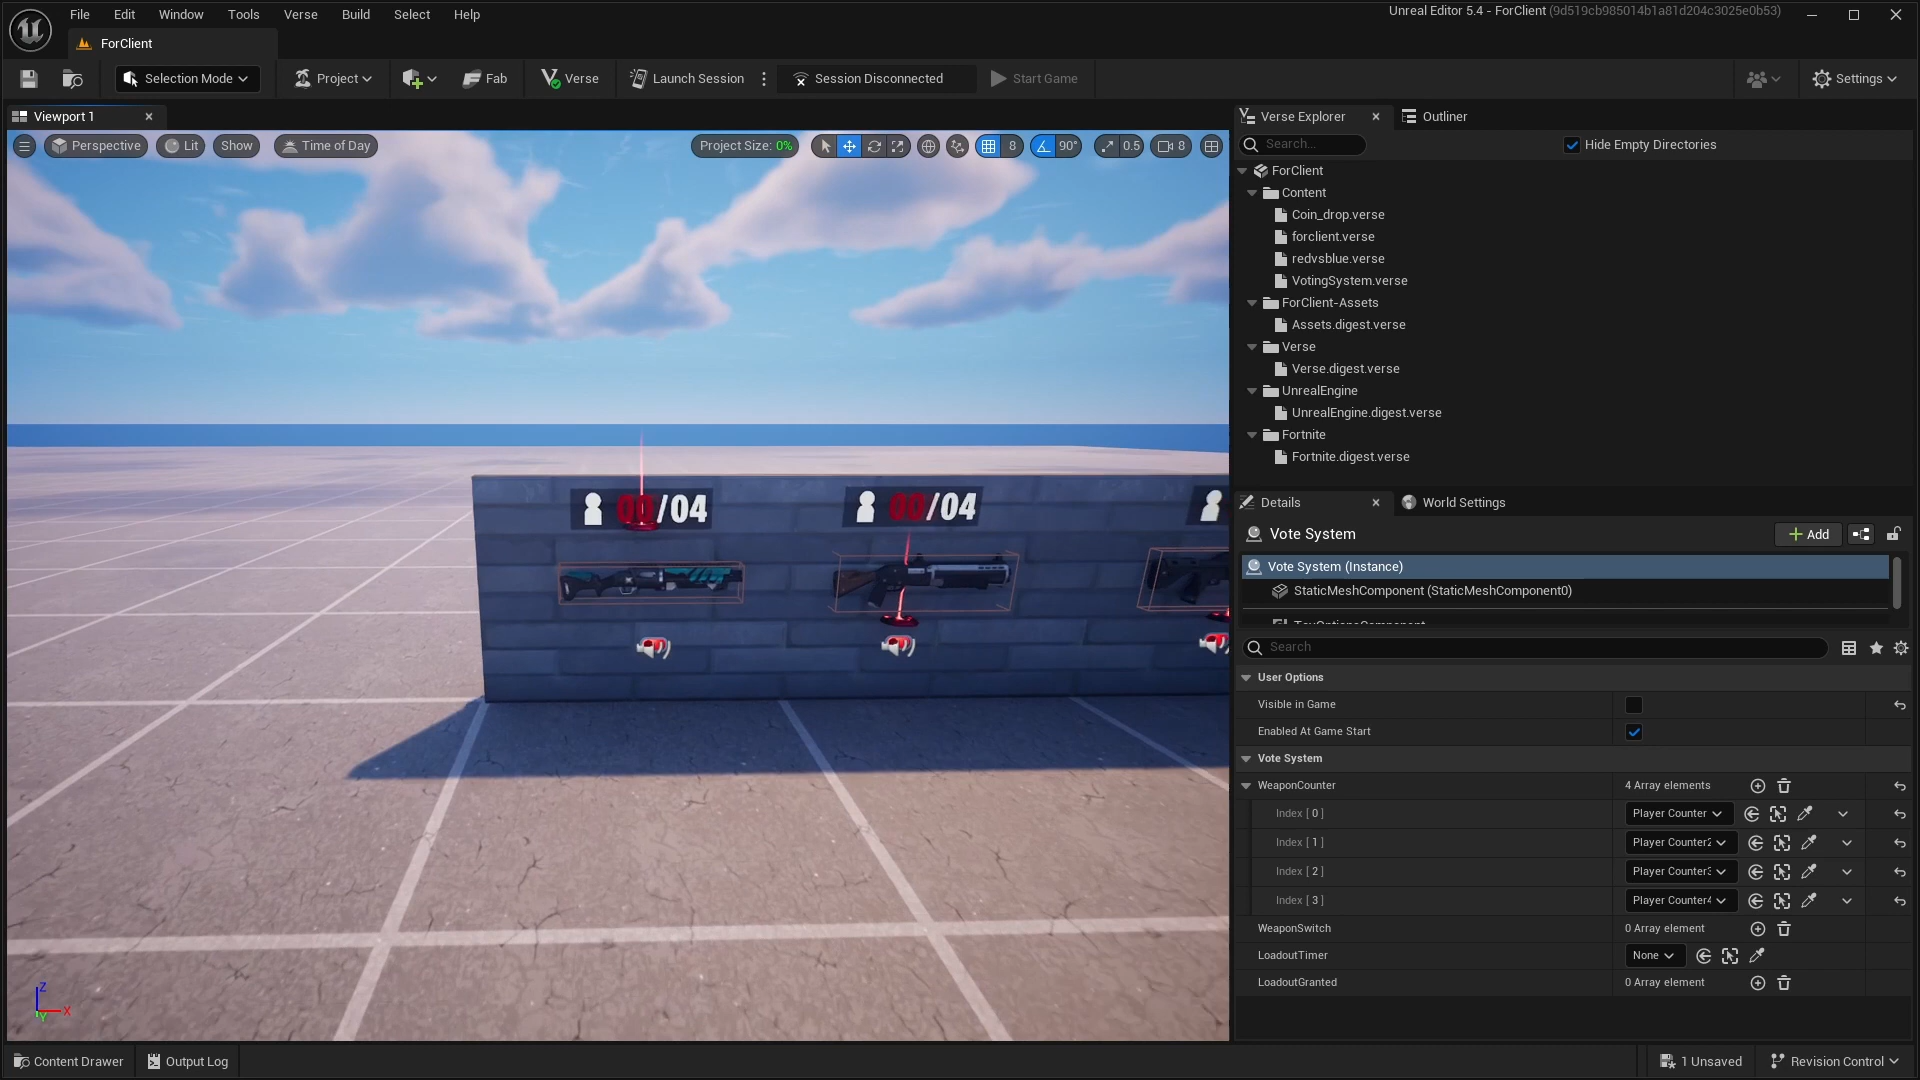 File Edit Window Tools Verse Build Select Help
Unreal Editor 5.4 - ForClient (9d519cb985014b1a81d204c3025e0b53)
ForClient
Selection Mode
Project
Fab
Verse
Launch Session
Session Disconnected
Start Game
Settings
Viewport 1
Perspective
Lit
Show
Time of Day
Project Size: 0%
8
90°
0.5
8
00/04
00/04
Z
X
Y
Verse Explorer
Outliner
Search...
Hide Empty Directories
ForClient
Content
Coin_drop.verse
forclient.verse
redvsblue.verse
VotingSystem.verse
ForClient-Assets
Assets.digest.verse
Verse
Verse.digest.verse
UnrealEngine
UnrealEngine.digest.verse
Fortnite
Fortnite.digest.verse
Details
World Settings
Vote System
Add
Vote System (Instance)
StaticMeshComponent (StaticMeshComponent0)
Search
User Options
Visible in Game
Enabled At Game Start
Vote System
WeaponCounter 4 Array elements
Index [ 0 ] Player Counter
Index [ 1 ] Player Counter2
Index [ 2 ] Player Counter3
Index [ 3 ] Player Counter4
WeaponSwitch 0 Array element
LoadoutTimer None
LoadoutGranted 0 Array element
Content Drawer
Output Log
1 Unsaved
Revision Control